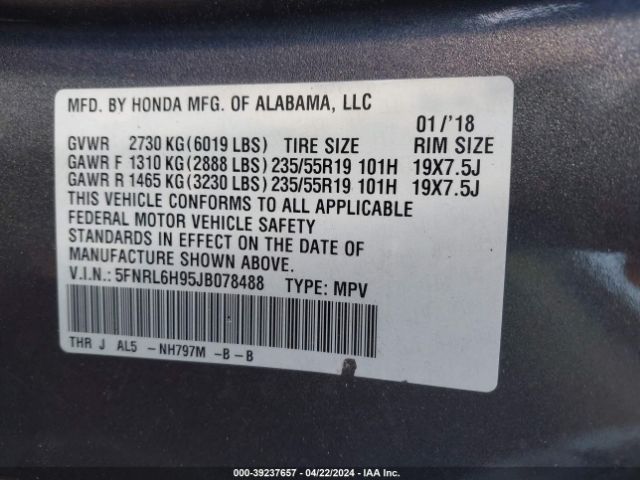 MFD. BY HONDA MFG. OF ALABAMA, LLC
01/'18
GVWR 2730 KG(6019 LBS) TIRE SIZE RIM SIZE
GAWR F 1310 KG(2888 LBS)235/55R19 101H 19X7.5J
GAWR R 1465 KG(3230 LBS)235/55R19 101H 19X7.5J
THIS VEHICLE CONFORMS TO ALL APPLICABLE
FEDERAL MOTOR VEHICLE SAFETY
STANDARDS IN EFFECT ON THE DATE OF
MANUFACTURE SHOWN ABOVE.
V.I.N.: 5FNRL6H95JB078488 TYPE: MPV
THR J AL5 -NH797M -B-B
000-39237657 - 04/22/2024 - IAA Inc.